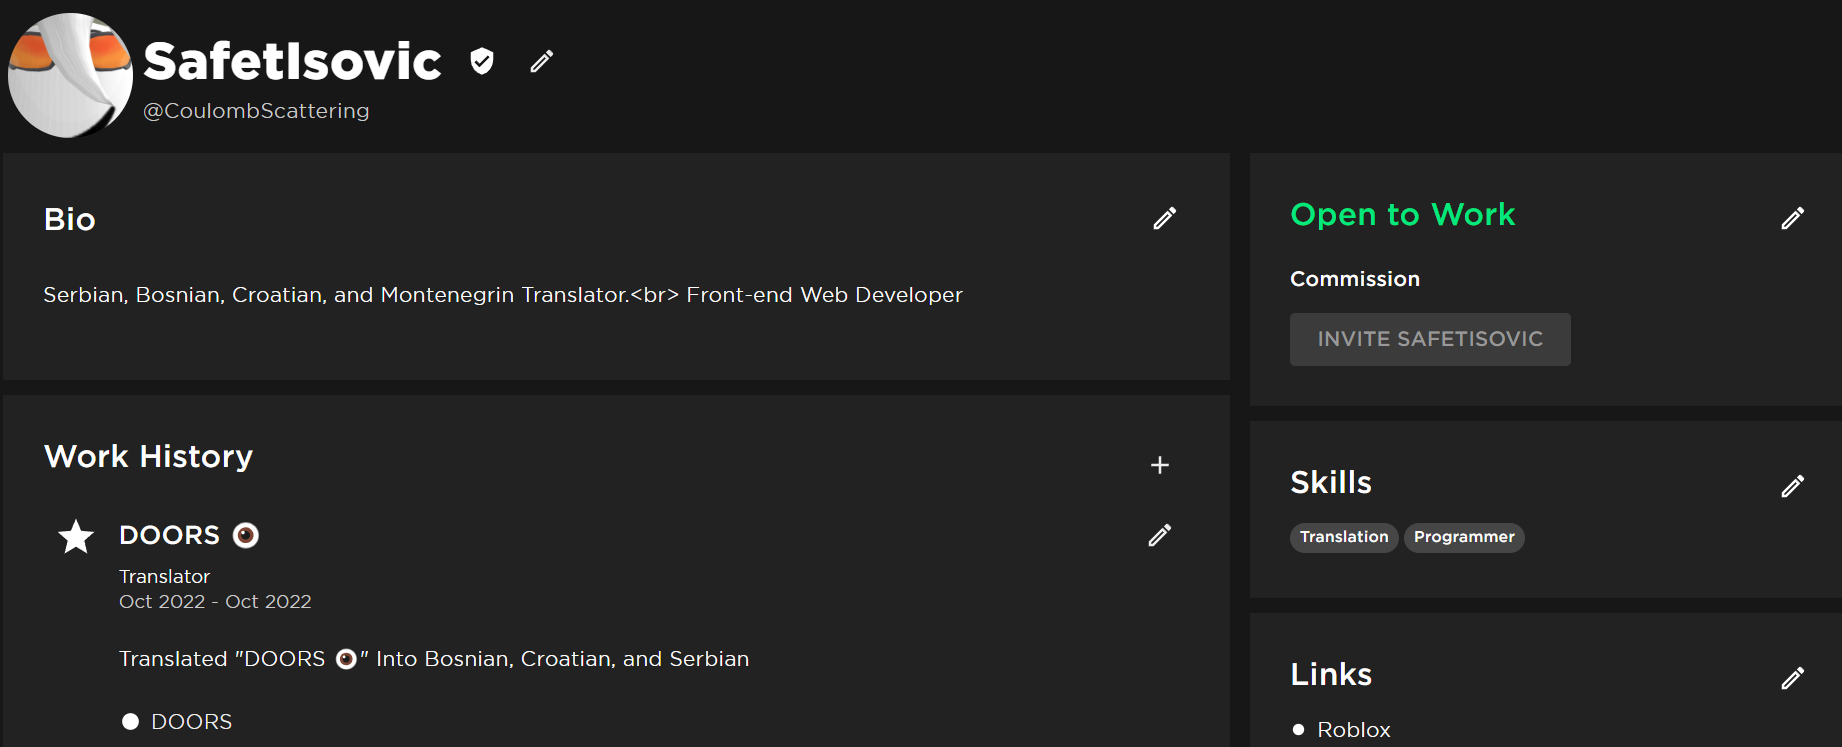 SafetIsovic
@CoulombScattering
Bio
Serbian, Bosnian, Croatian, and Montenegrin Translator.<br> Front-end Web Developer
Work History
DOORS 👁
Translator
Oct 2022 - Oct 2022
Translated "DOORS 👁" Into Bosnian, Croatian, and Serbian
DOORS
Open to Work
Commission
INVITE SAFETISOVIC
Skills
Translation Programmer
Links
Roblox